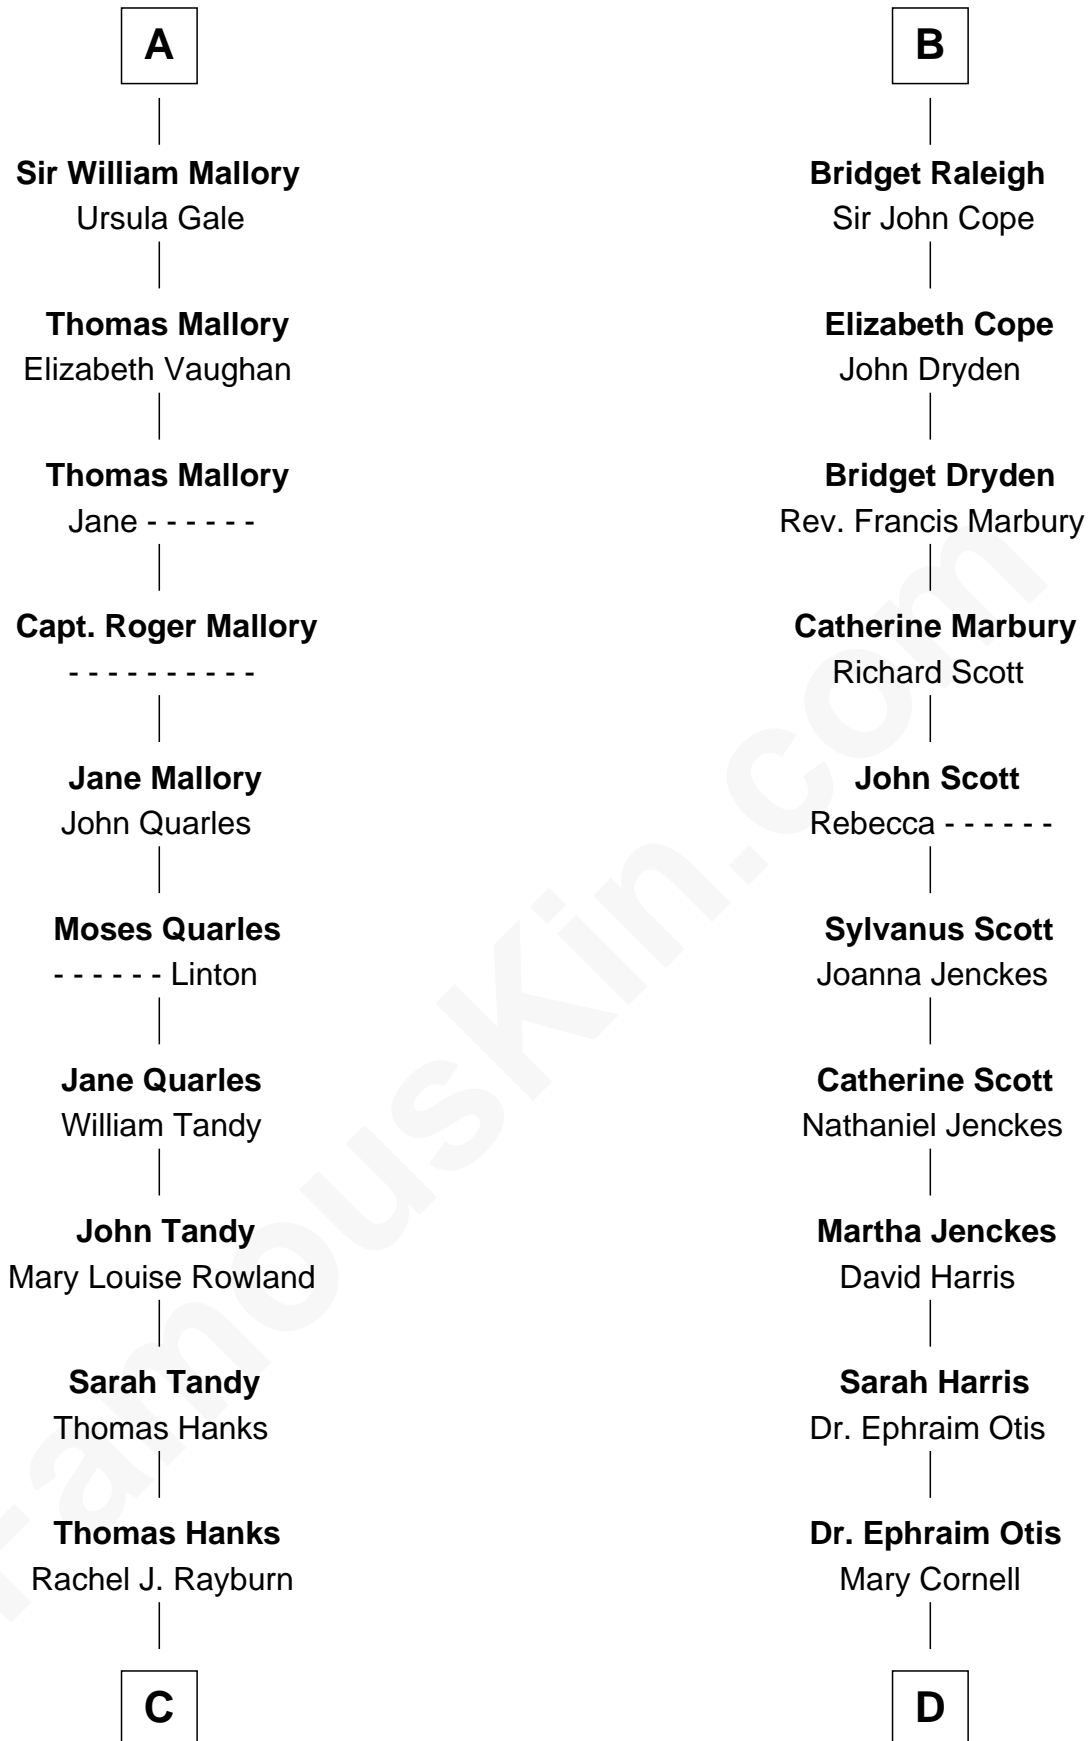 A
Sir William Mallory
Ursula Gale
Thomas Mallory
Elizabeth Vaughan
Thomas Mallory
Jane - - - - - -
Capt. Roger Mallory
- - - - - - - - - -
Jane Mallory
John Quarles
Moses Quarles
- - - - - - Linton
Jane Quarles
William Tandy
John Tandy
Mary Louise Rowland
Sarah Tandy
Thomas Hanks
Thomas Hanks
Rachel J. Rayburn
C
B
Bridget Raleigh
Sir John Cope
Elizabeth Cope
John Dryden
Bridget Dryden
Rev. Francis Marbury
Catherine Marbury
Richard Scott
John Scott
Rebecca - - - - - -
Sylvanus Scott
Joanna Jenckes
Catherine Scott
Nathaniel Jenckes
Martha Jenckes
David Harris
Sarah Harris
Dr. Ephraim Otis
Dr. Ephraim Otis
Mary Cornell
D
FamousKin.com